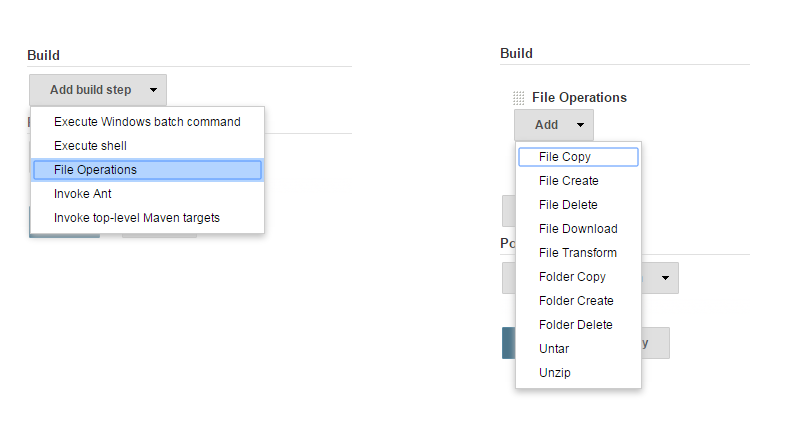 Build
Add build step
Execute Windows batch command
Execute shell
File Operations
Invoke Ant
Invoke top-level Maven targets
Build
File Operations
Add
File Copy
File Create
File Delete
File Download
File Transform
Folder Copy
Folder Create
Folder Delete
Untar
Unzip